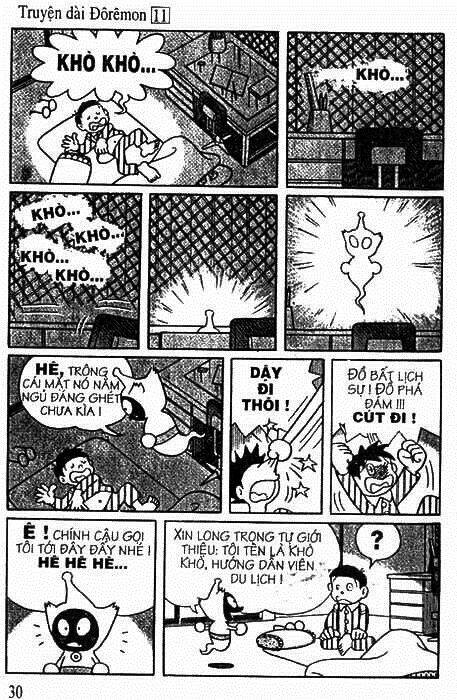 Truyện dài Đôrêmon 11
KHÒ KHÒ...
KHÒ...
KHÒ...
KHÒ...
KHÒ...
KHÒ...
HÊ, TRÔNG
CÁI MẶT NÓ NẰM
NGỦ ĐÁNG GHÉT
CHƯA KÌA !
DẬY
ĐI
THÔI !
ĐỒ BẤT LỊCH
SỰ ! ĐỒ PHÁ
ĐÁM !!!
CÚT ĐI !
Ê ! CHÍNH CẬU GỌI
TÔI TỚI ĐÂY ĐẤY NHÉ !
HÊ HÊ HÊ...
XIN LONG TRỌNG TỰ GIỚI
THIỆU: TÔI TÊN LÀ KHÒ
KHÒ, HƯỚNG DẪN VIÊN
DU LỊCH !
?
30